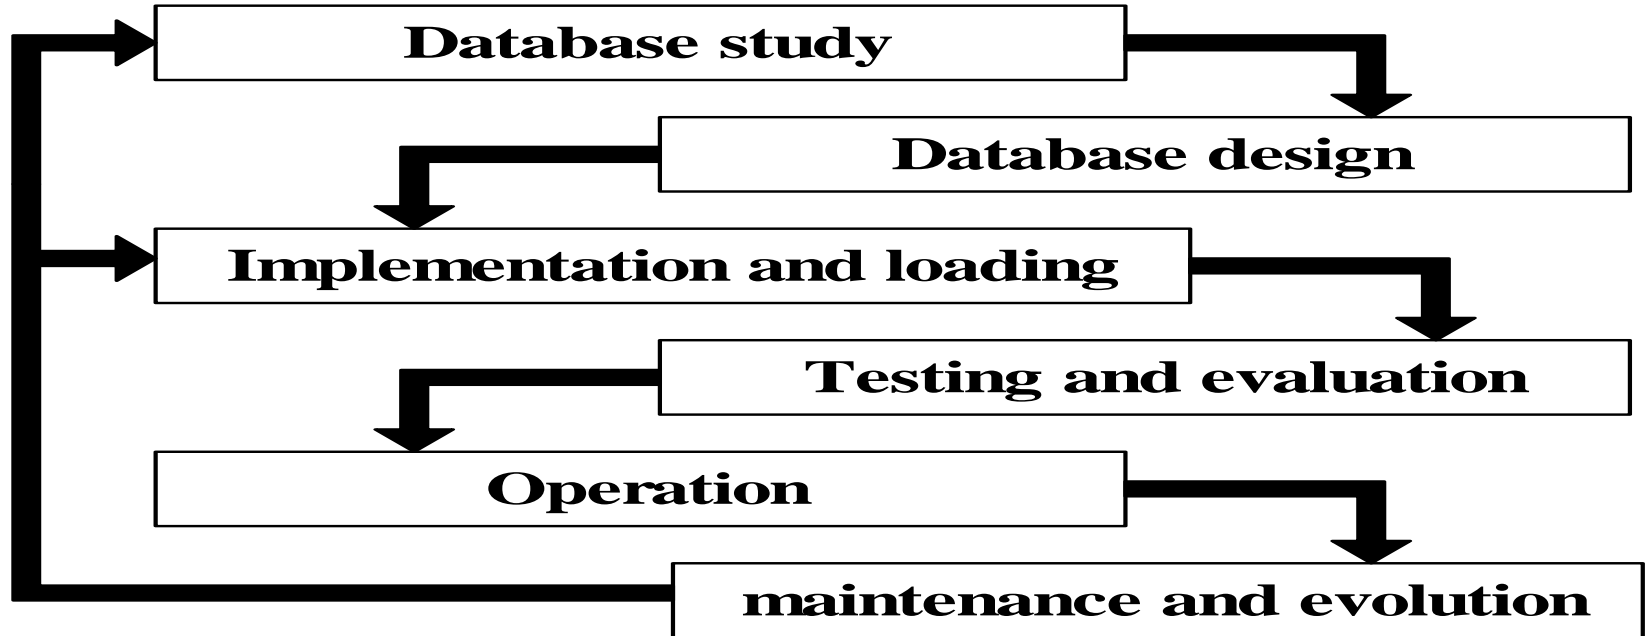 Database study
Database design
Implementation and loading
Testing and evaluation
Operation
maintenance and evolution